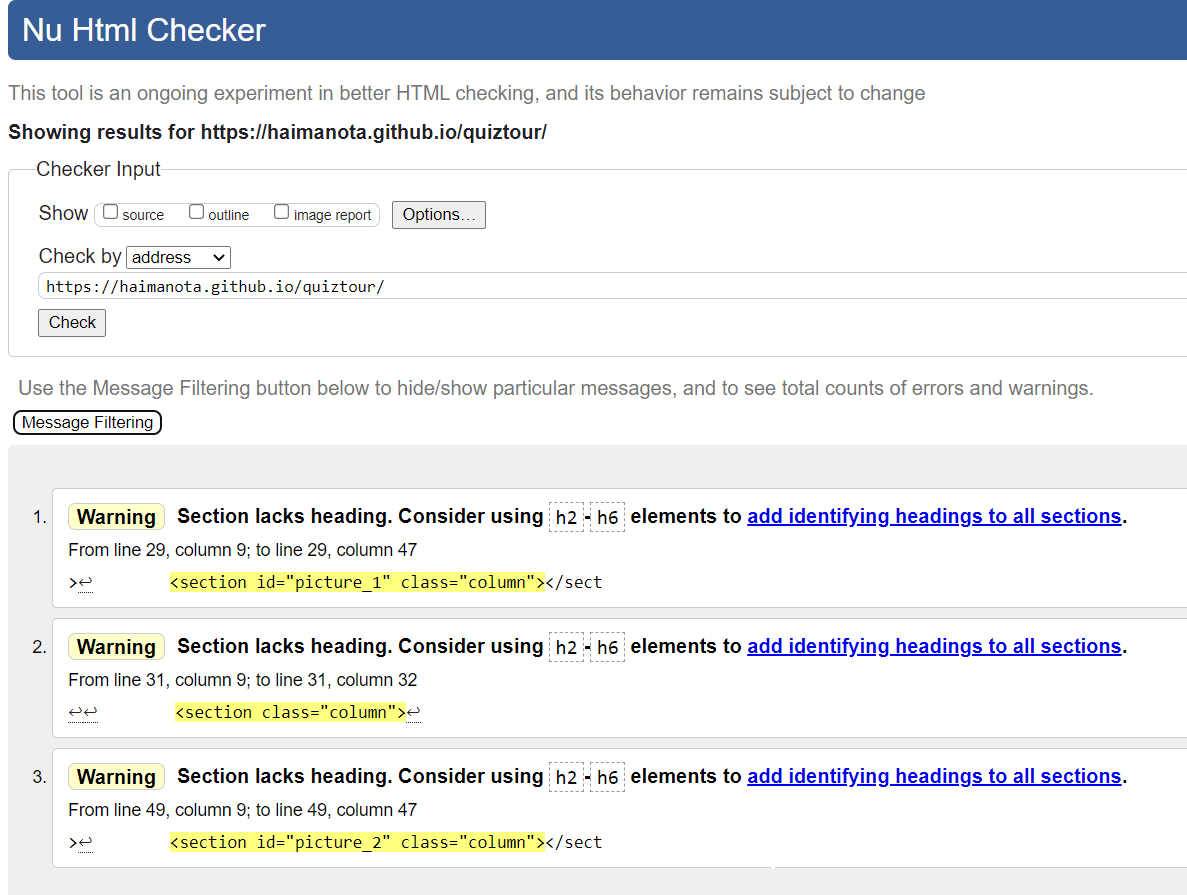 Nu Html Checker
This tool is an ongoing experiment in better HTML checking, and its behavior remains subject to change
Showing results for https://haimanota.github.io/quiztour/
Checker Input
Show source outline image report Options…
Check by address
https://haimanota.github.io/quiztour/
Check
Use the Message Filtering button below to hide/show particular messages, and to see total counts of errors and warnings.
Message Filtering
1. Warning Section lacks heading. Consider using h2-h6 elements to add identifying headings to all sections.
From line 29, column 9; to line 29, column 47
>↩ <section id="picture_1" class="column"></sect
2. Warning Section lacks heading. Consider using h2-h6 elements to add identifying headings to all sections.
From line 31, column 9; to line 31, column 32
↩↩ <section class="column">↩
3. Warning Section lacks heading. Consider using h2-h6 elements to add identifying headings to all sections.
From line 49, column 9; to line 49, column 47
>↩ <section id="picture_2" class="column"></sect